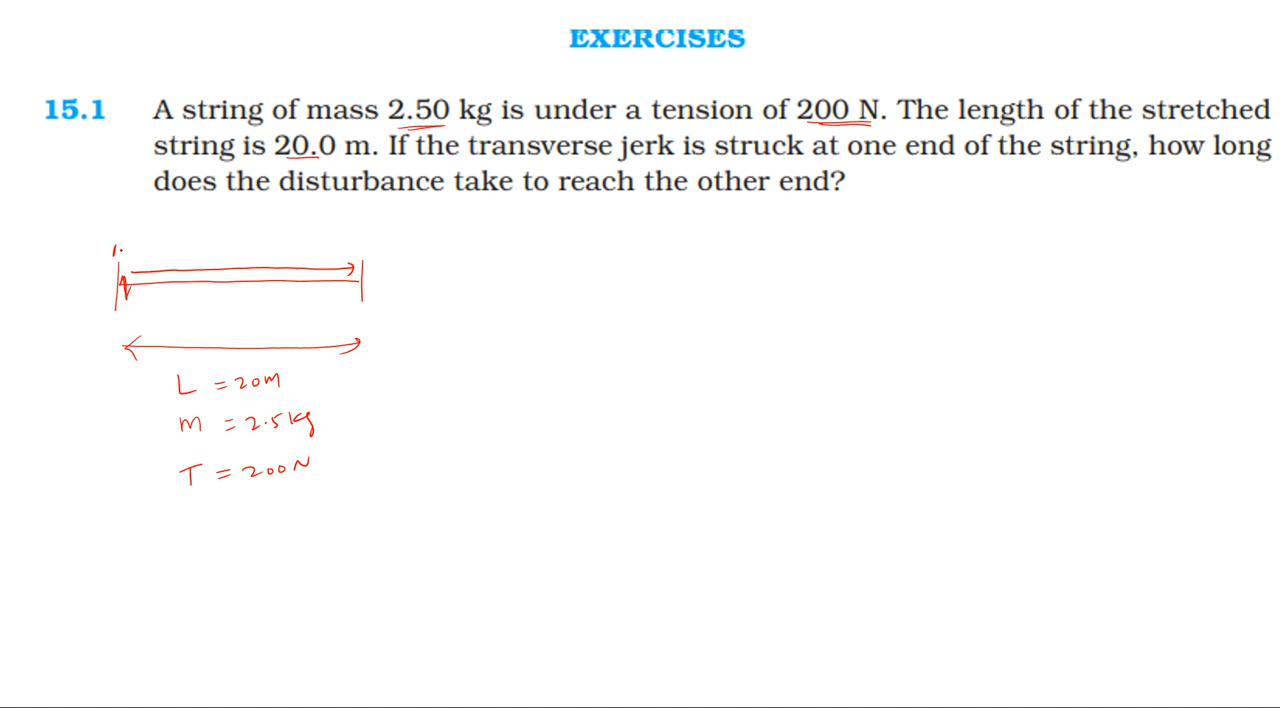 EXERCISES
15.1 A string of mass 2.50 kg is under a tension of 200 N. The length of the stretched
string is 20.0 m. If the transverse jerk is struck at one end of the string, how long
does the disturbance take to reach the other end?
L = 20m
m = 2.5kg
T = 200N